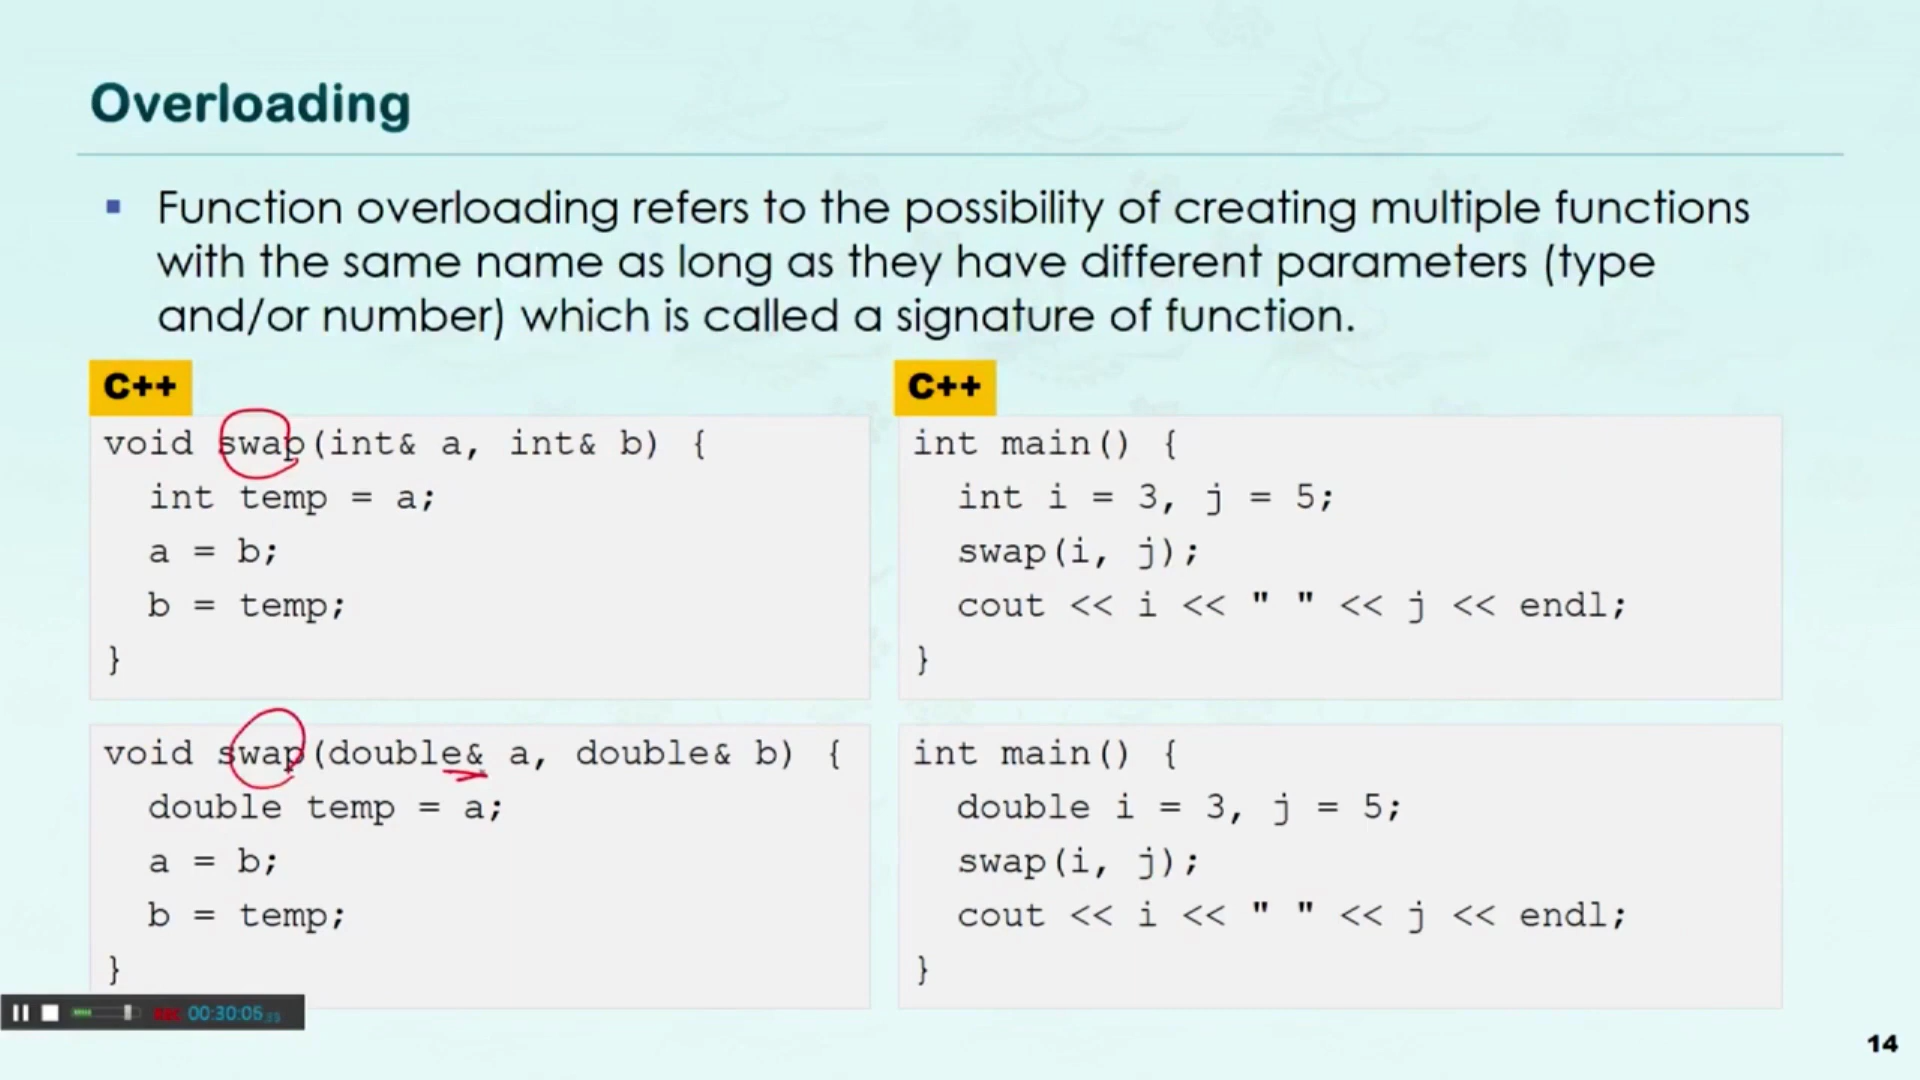 Overloading
▪ Function overloading refers to the possibility of creating multiple functions
with the same name as long as they have different parameters (type
and/or number) which is called a signature of function.
C++
void swap(int& a, int& b) {
int temp = a;
a = b;
b = temp;
}
C++
int main() {
int i = 3, j = 5;
swap(i, j);
cout << i << " " << j << endl;
}
void swap(double& a, double& b) {
double temp = a;
a = b;
b = temp;
}
int main() {
double i = 3, j = 5;
swap(i, j);
cout << i << " " << j << endl;
}
REC 00:30:05
14